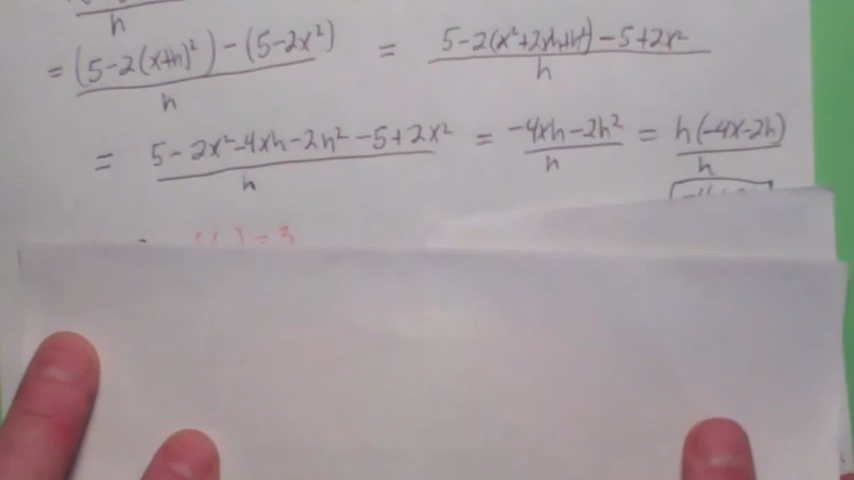 h
= (5-2(x+h)²) - (5-2x²) / h = 5-2(x²+2xh+h²) - 5+2x² / h
= 5-2x²-4xh-2h²-5+2x² / h = -4xh-2h² / h = h(-4x-2h) / h